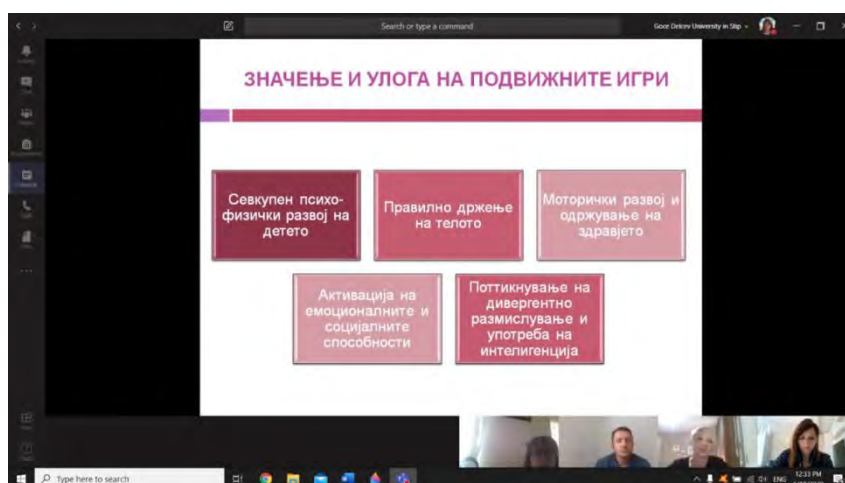 Search or type a command
Goce Delcev University in Stip
ЗНАЧЕЊЕ И УЛОГА НА ПОДВИЖНИТЕ ИГРИ
Севкупен психо-
физички развој на
детето
Правилно држење
на телото
Моторички развој и
одржување на
здравјето
Активација на
емоционалните и
социјалните
способности
Поттикнување на
дивергентно
размислување и
употреба на
интелигенција
Type here to search
ENG
12:33 PM